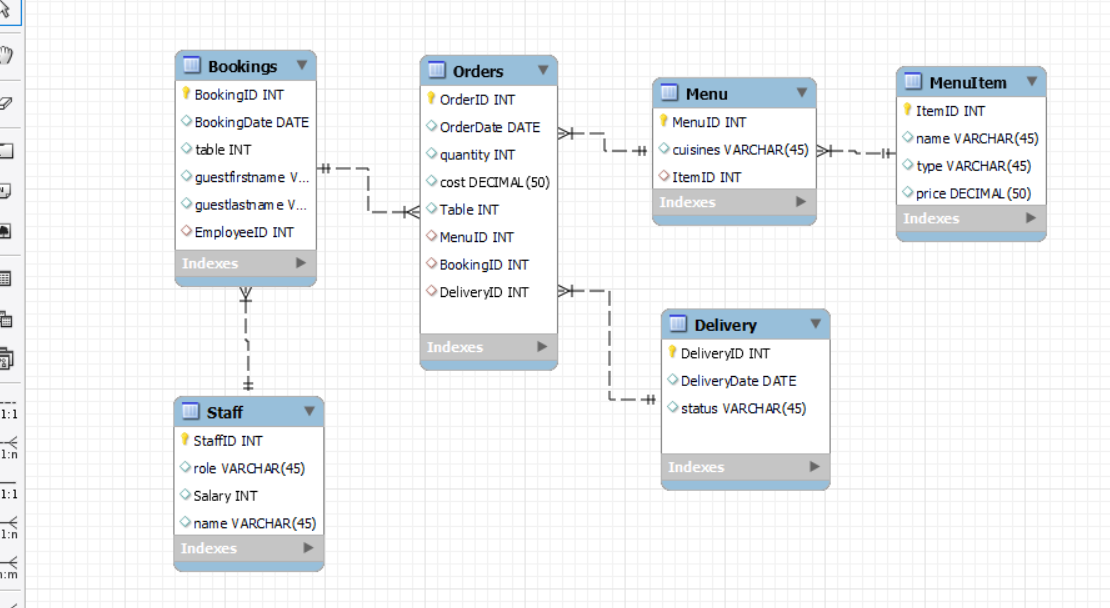 Bookings
BookingID INT
BookingDate DATE
table INT
guestfirstname V...
guestlastname V...
EmployeeID INT
Indexes
Orders
OrderID INT
OrderDate DATE
quantity INT
cost DECIMAL(50)
Table INT
MenuID INT
BookingID INT
DeliveryID INT
Indexes
Menu
MenuID INT
cuisines VARCHAR(45)
ItemID INT
Indexes
MenuItem
ItemID INT
name VARCHAR(45)
type VARCHAR(45)
price DECIMAL(50)
Indexes
Staff
StaffID INT
role VARCHAR(45)
Salary INT
name VARCHAR(45)
Indexes
Delivery
DeliveryID INT
DeliveryDate DATE
status VARCHAR(45)
Indexes
1:1
1:n
1:1
1:n
n:m